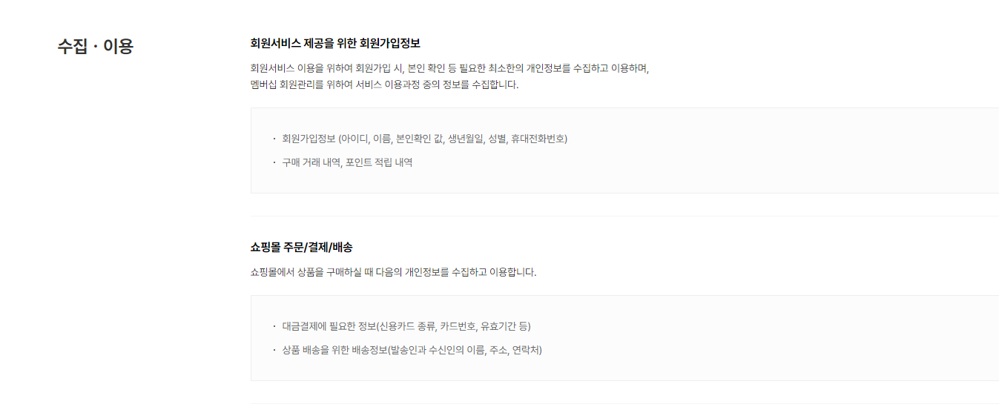 수집 · 이용
회원서비스 제공을 위한 회원가입정보
회원서비스 이용을 위하여 회원가입 시, 본인 확인 등 필요한 최소한의 개인정보를 수집하고 이용하며,
멤버십 회원관리를 위하여 서비스 이용과정 중의 정보를 수집합니다.
· 회원가입정보 (아이디, 이름, 본인확인 값, 생년월일, 성별, 휴대전화번호)
· 구매 거래 내역, 포인트 적립 내역
쇼핑몰 주문/결제/배송
쇼핑몰에서 상품을 구매하실 때 다음의 개인정보를 수집하고 이용합니다.
· 대금결제에 필요한 정보(신용카드 종류, 카드번호, 유효기간 등)
· 상품 배송을 위한 배송정보(발송인과 수신인의 이름, 주소, 연락처)